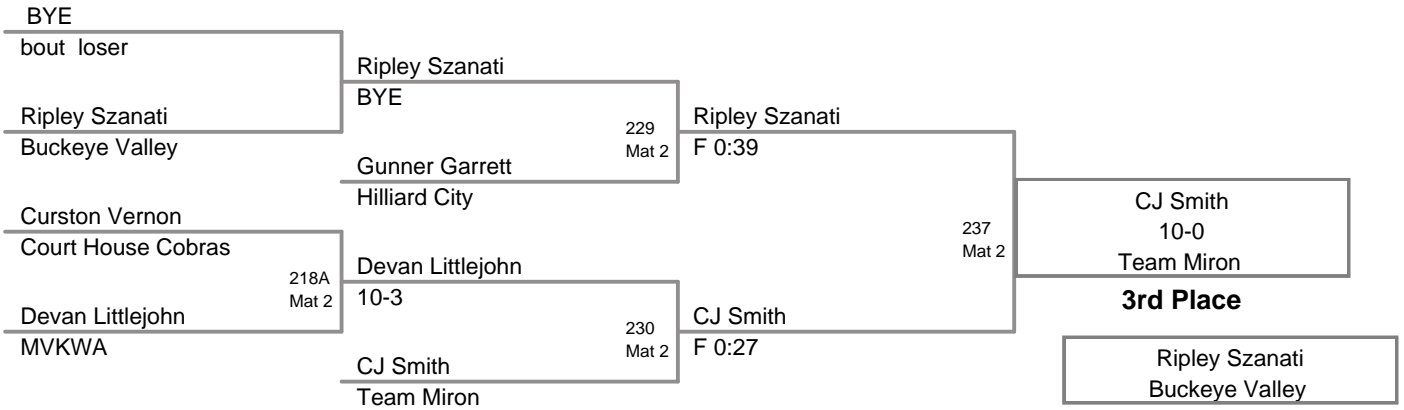 BYE
bout loser
Ripley Szanati
Buckeye Valley
Curston Vernon
Court House Cobras
218A
Mat 2
Devan Littlejohn
MVKWA
Ripley Szanati
BYE
229
Mat 2
Gunner Garrett
Hilliard City
Devan Littlejohn
10-3
230
Mat 2
CJ Smith
Team Miron
Ripley Szanati
F 0:39
237
Mat 2
CJ Smith
F 0:27
CJ Smith
10-0
Team Miron
3rd Place
Ripley Szanati
Buckeye Valley